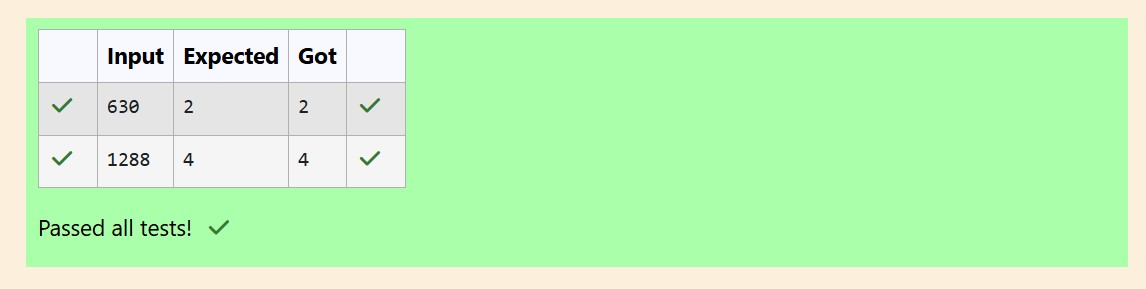 Input Expected Got
630 2 2
1288 4 4
Passed all tests!